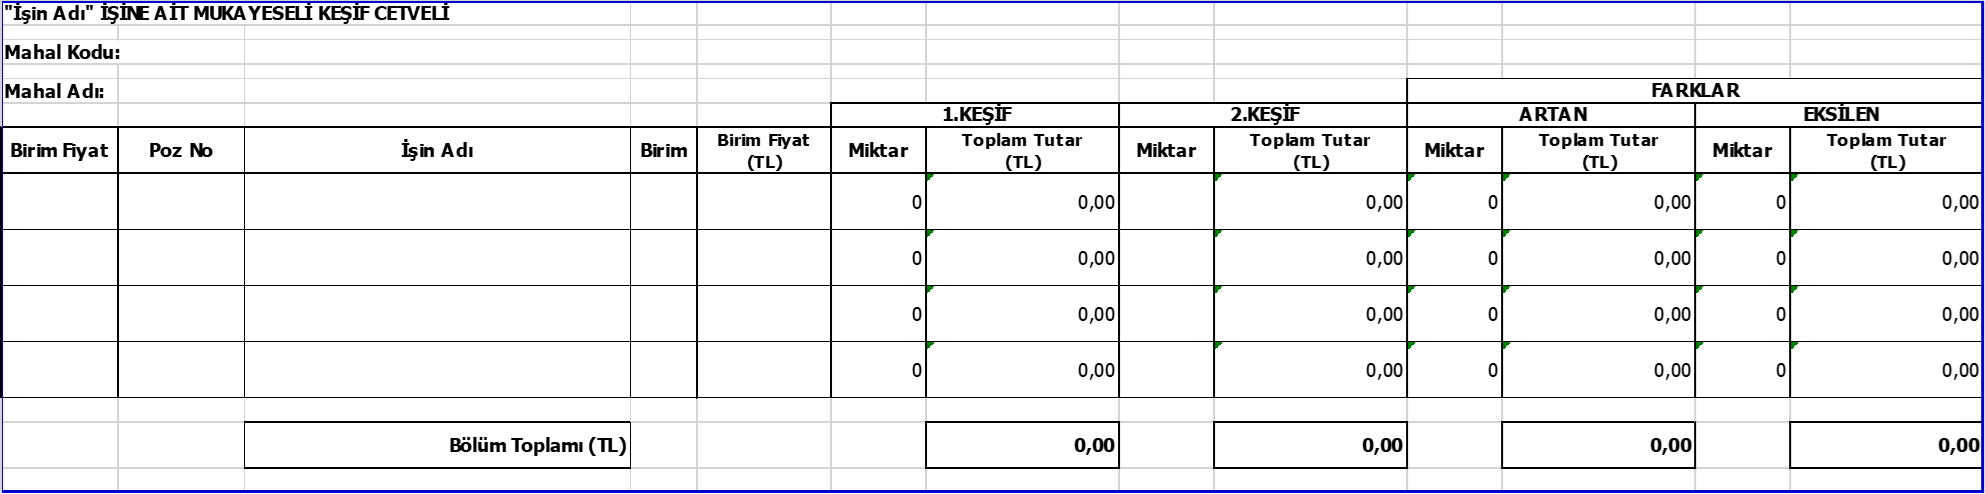 "İşin Adı" İŞİNE AİT MUKAYESELİ KEŞİF CETVELİ
Mahal Kodu:
Mahal Adı:
FARKLAR
1.KEŞİF 2.KEŞİF ARTAN EKSİLEN
Birim Fiyat Poz No İşin Adı Birim Birim Fiyat (TL) Miktar Toplam Tutar (TL) Miktar Toplam Tutar (TL) Miktar Toplam Tutar (TL) Miktar Toplam Tutar (TL)
0 0,00 0,00 0 0,00 0 0,00
0 0,00 0,00 0 0,00 0 0,00
0 0,00 0,00 0 0,00 0 0,00
0 0,00 0,00 0 0,00 0 0,00
Bölüm Toplamı (TL) 0,00 0,00 0,00 0,00